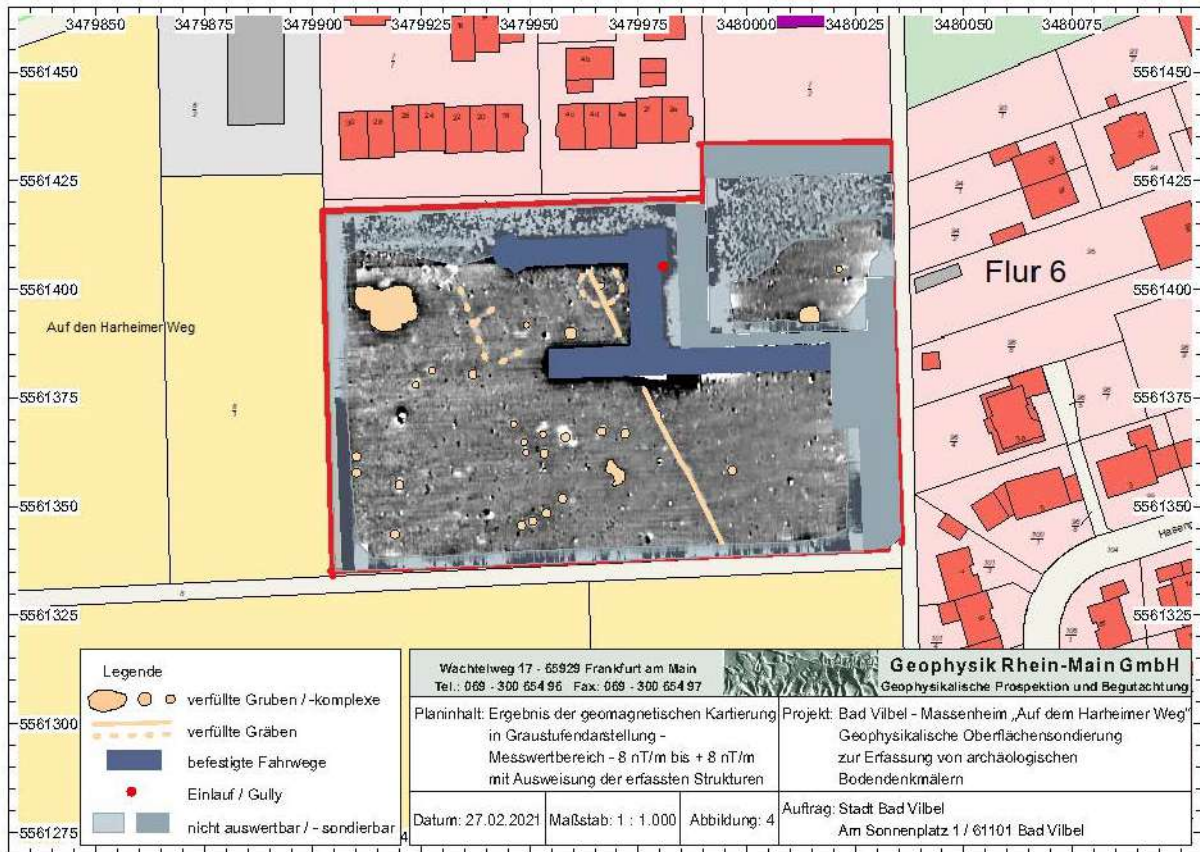 3479850 3479875 3479900 3479925 3479950 3479975 3480000 3480025 3480050 3480075
5561450 5561450
5561425 5561425
5561400 5561400
5561375 5561375
5561350 5561350
5561325 5561325
5561300
5561275
Flur 6
Auf den Harheimer Weg
Legende
verfüllte Gruben / -komplexe
verfüllte Gräben
befestigte Fahrwege
Einlauf / Gully
nicht auswertbar / - sondierbar
Wachtelweg 17 - 65929 Frankfurt am Main
Tel.: 069 - 300 654 96 Fax: 069 - 300 654 97
Geophysik Rhein-Main GmbH
Geophysikalische Prospektion und Begutachtung
Planinhalt: Ergebnis der geomagnetischen Kartierung
in Graustufendarstellung -
Messwertbereich - 8 nT/m bis + 8 nT/m
mit Ausweisung der erfassten Strukturen
Projekt: Bad Vilbel - Massenheim „Auf dem Harheimer Weg"
Geophysikalische Oberflächensondierung
zur Erfassung von archäologischen
Bodendenkmälern
Datum: 27.02.2021
Maßstab: 1 : 1.000
Abbildung: 4
Auftrag: Stadt Bad Vilbel
Am Sonnenplatz 1 / 61101 Bad Vilbel